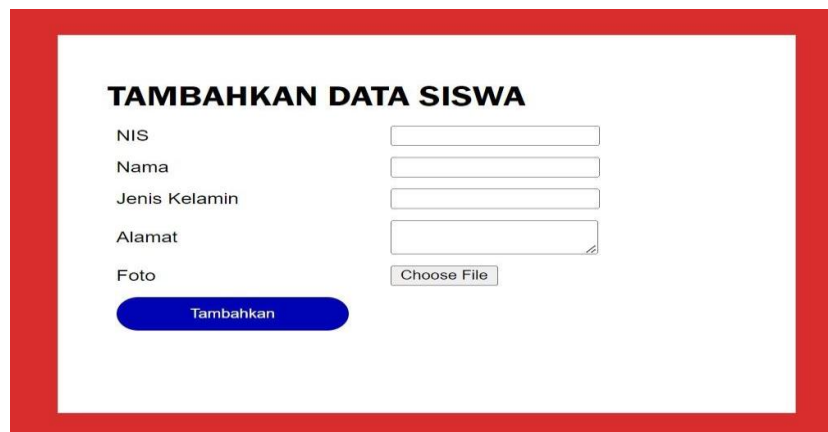 TAMBAHKAN DATA SISWA
NIS
Nama
Jenis Kelamin
Alamat
Foto Choose File
Tambahkan